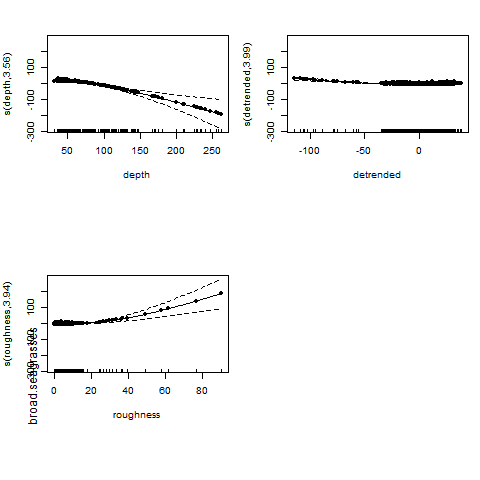 s(depth,3.56)
100
-100
-300
50
100
150
200
250
depth
s(detrended,3.99)
100
-100
-300
-100
-50
0
detrended
s(roughness,3.94)
broad.seagrasses
100
0
20
40
60
80
roughness